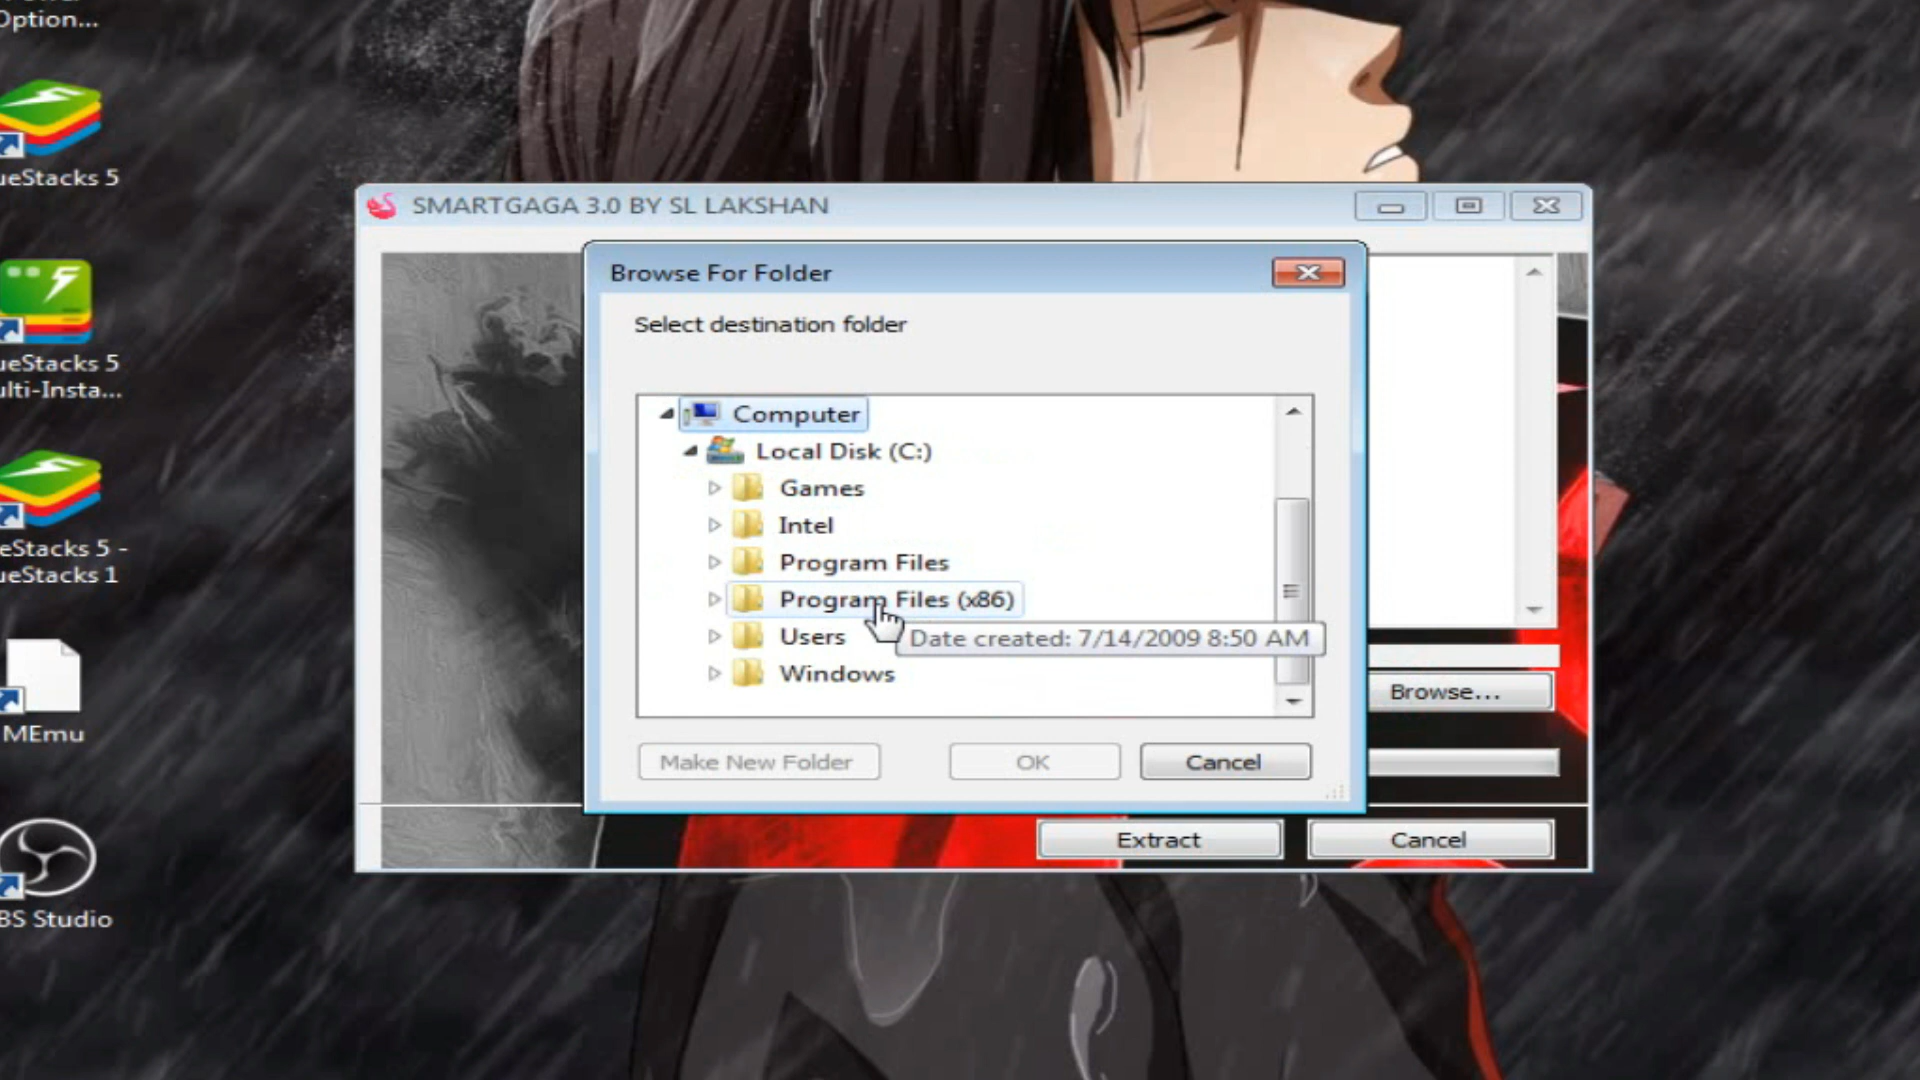 Option...
ueStacks 5
ueStacks 5
ulti-Insta...
eStacks 5 -
ueStacks 1
MEmu
BS Studio
SMARTGAGA 3.0 BY SL LAKSHAN
Browse For Folder
Select destination folder
Computer
Local Disk (C:)
Games
Intel
Program Files
Program Files (x86)
Users
Date created: 7/14/2009 8:50 AM
Windows
Browse...
Make New Folder
OK
Cancel
Extract
Cancel